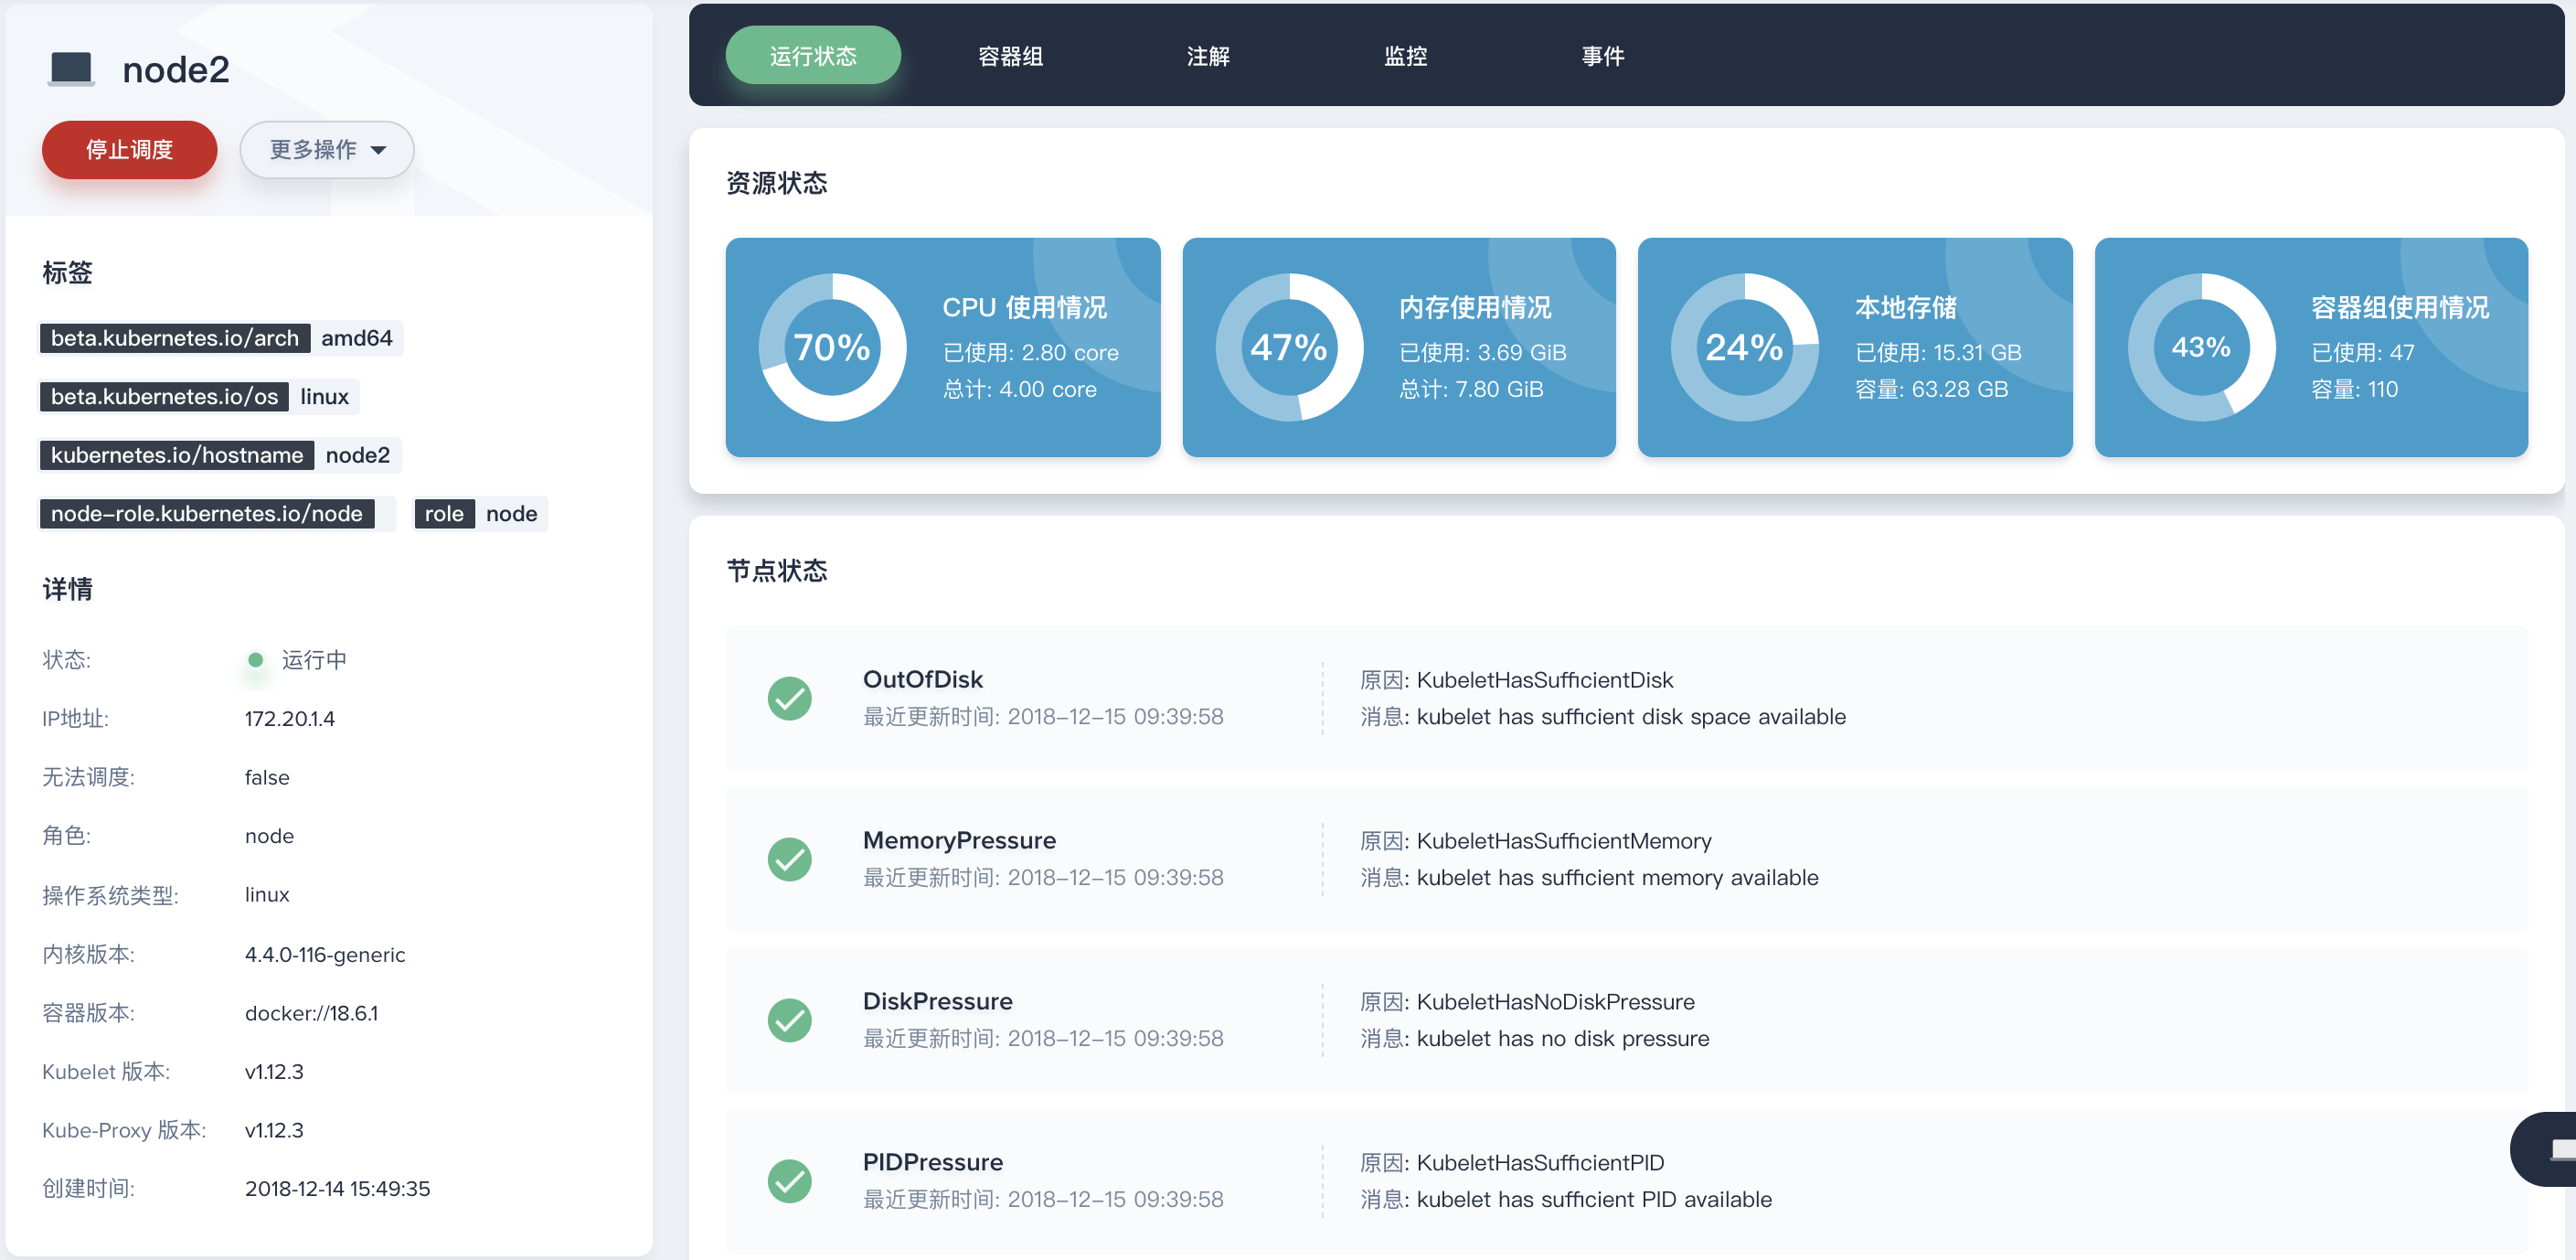 node2
停止调度 更多操作
标签
beta.kubernetes.io/arch amd64
beta.kubernetes.io/os linux
kubernetes.io/hostname node2
node-role.kubernetes.io/node role node
详情
状态: 运行中
IP地址: 172.20.1.4
无法调度: false
角色: node
操作系统类型: linux
内核版本: 4.4.0-116-generic
容器版本: docker://18.6.1
Kubelet 版本: v1.12.3
Kube-Proxy 版本: v1.12.3
创建时间: 2018-12-14 15:49:35
运行状态 容器组 注解 监控 事件
资源状态
70%
CPU 使用情况
已使用: 2.80 core
总计: 4.00 core
47%
内存使用情况
已使用: 3.69 GiB
总计: 7.80 GiB
24%
本地存储
已使用: 15.31 GB
容量: 63.28 GB
43%
容器组使用情况
已使用: 47
容量: 110
节点状态
OutOfDisk
最近更新时间: 2018-12-15 09:39:58
原因: KubeletHasSufficientDisk
消息: kubelet has sufficient disk space available
MemoryPressure
最近更新时间: 2018-12-15 09:39:58
原因: KubeletHasSufficientMemory
消息: kubelet has sufficient memory available
DiskPressure
最近更新时间: 2018-12-15 09:39:58
原因: KubeletHasNoDiskPressure
消息: kubelet has no disk pressure
PIDPressure
最近更新时间: 2018-12-15 09:39:58
原因: KubeletHasSufficientPID
消息: kubelet has sufficient PID available